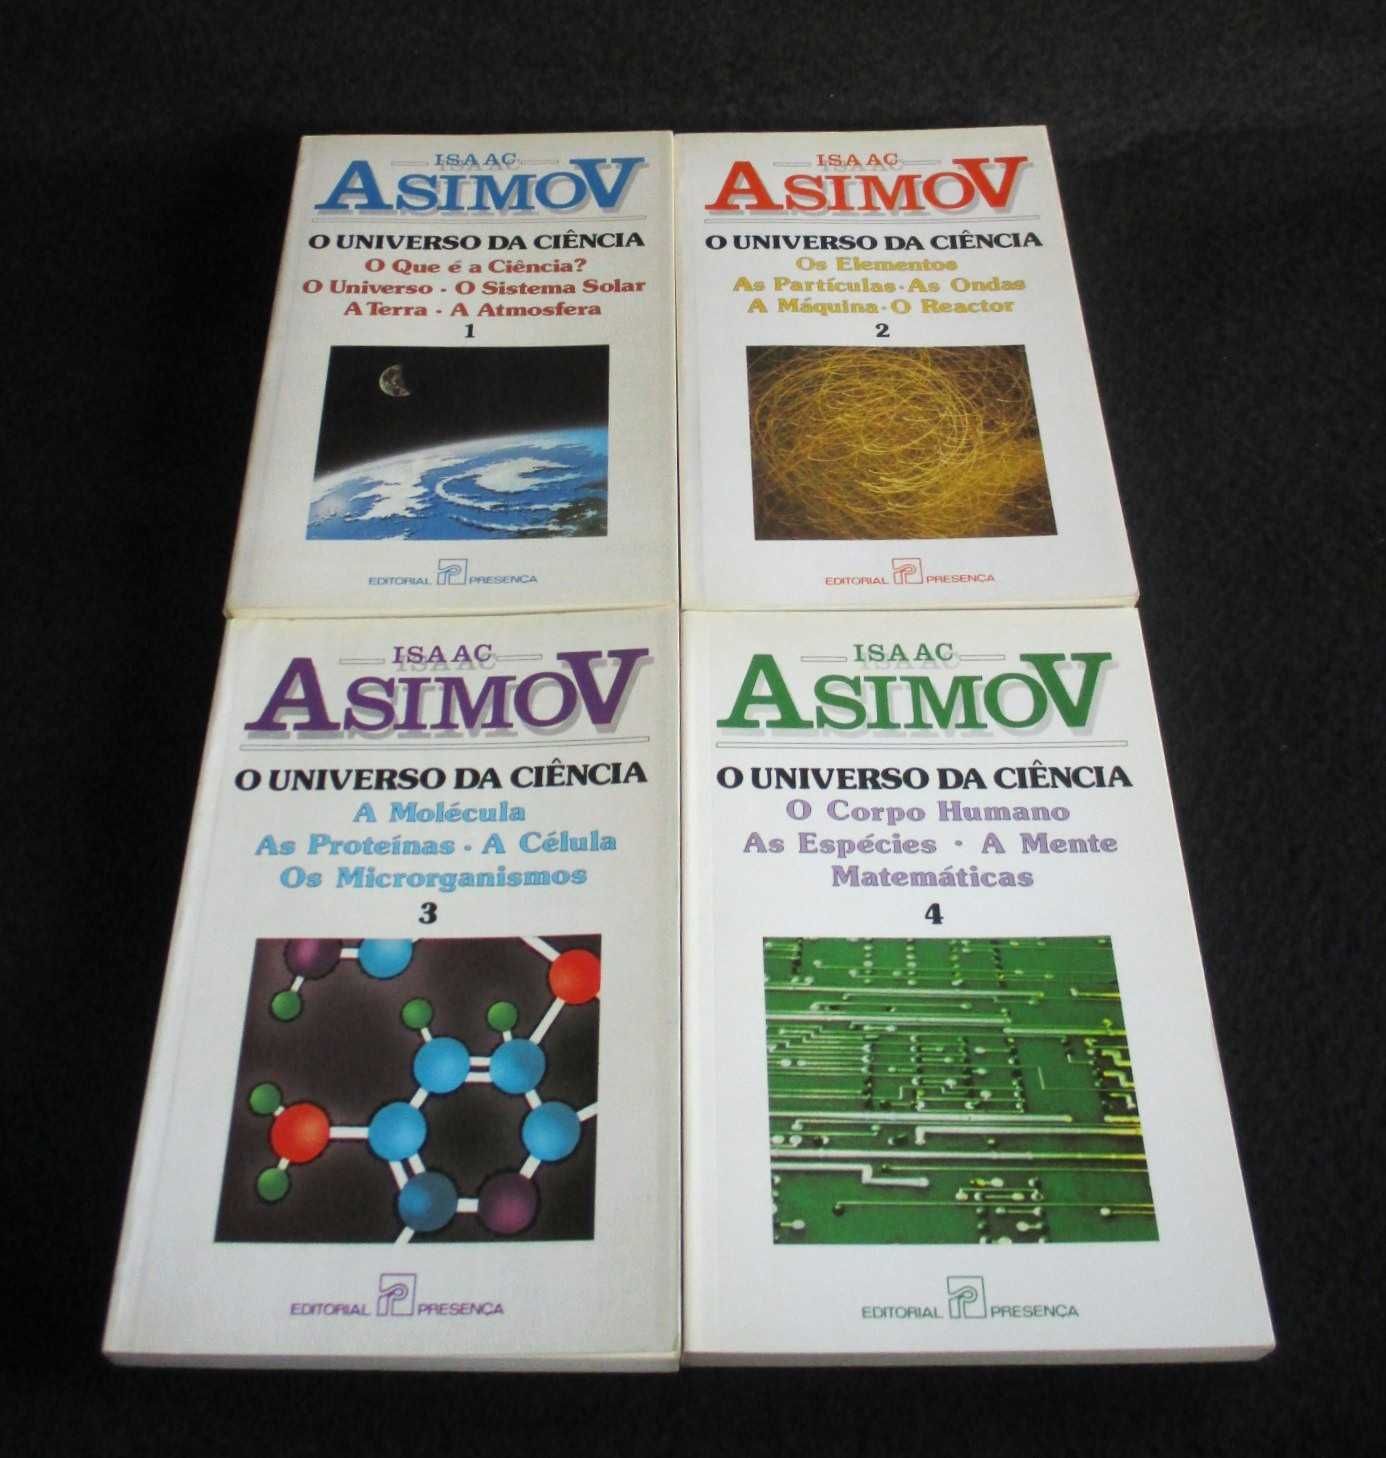 ISAAC
ASIMOV
O UNIVERSO DA CIÊNCIA
O Que é a Ciência?
O Universo · O Sistema Solar
A Terra · A Atmosfera
1
EDITORIAL PRESENÇA
ISAAC
ASIMOV
O UNIVERSO DA CIÊNCIA
Os Elementos
As Partículas · As Ondas
A Máquina · O Reactor
2
EDITORIAL PRESENÇA
ISAAC
ASIMOV
O UNIVERSO DA CIÊNCIA
A Molécula
As Proteínas · A Célula
Os Microrganismos
3
EDITORIAL PRESENÇA
ISAAC
ASIMOV
O UNIVERSO DA CIÊNCIA
O Corpo Humano
As Espécies · A Mente
Matemáticas
4
EDITORIAL PRESENÇA